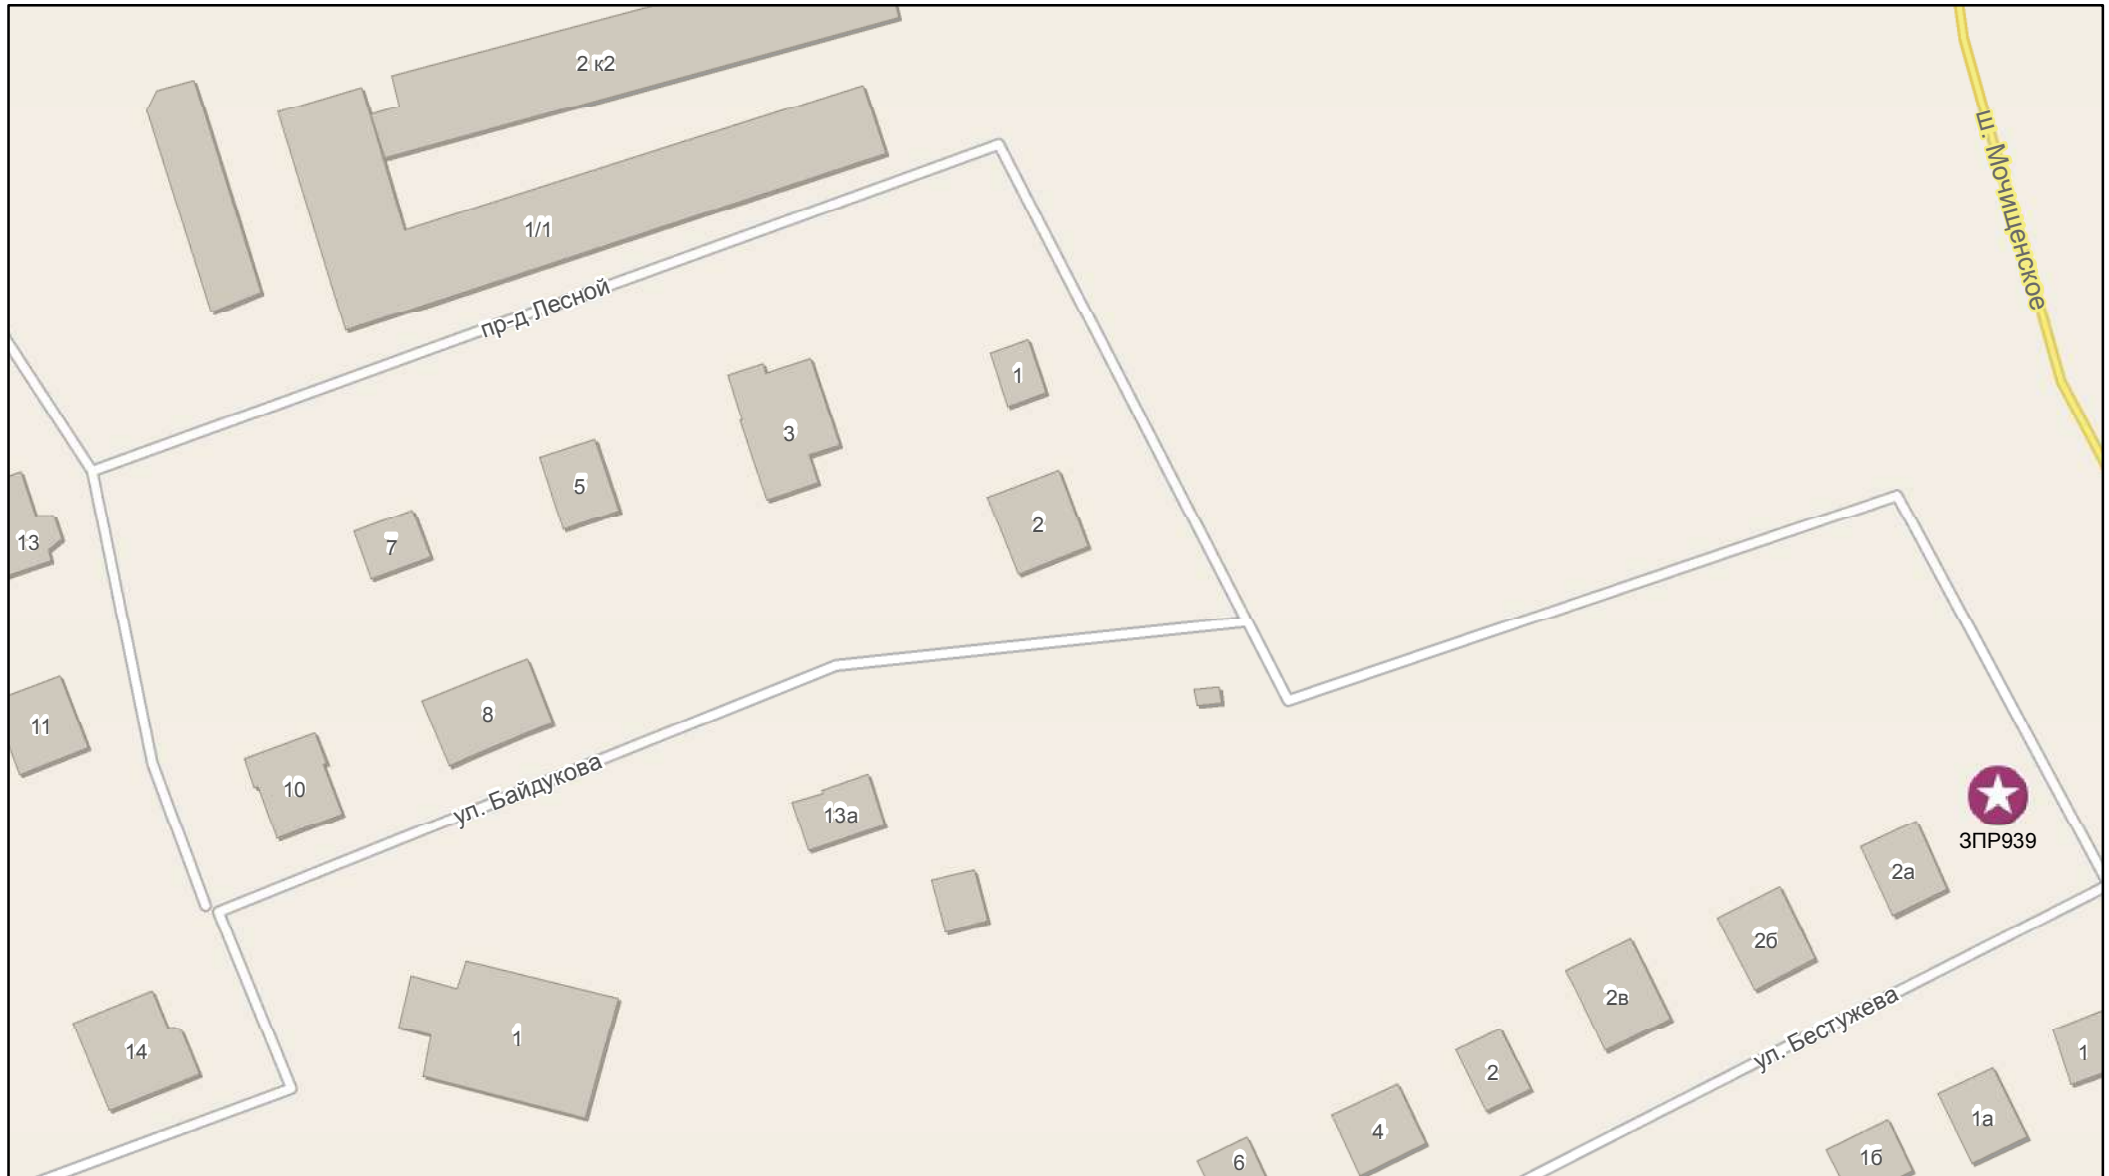 2 к2
ш. Мочищенское
1/1
пр-д Лесной
1
3
5
2
7
13
8
11
10
ул. Байдукова
13а
ЗПР939
2а
2б
2в
ул. Бестужева
1
14
1
2
1а
4
1б
6